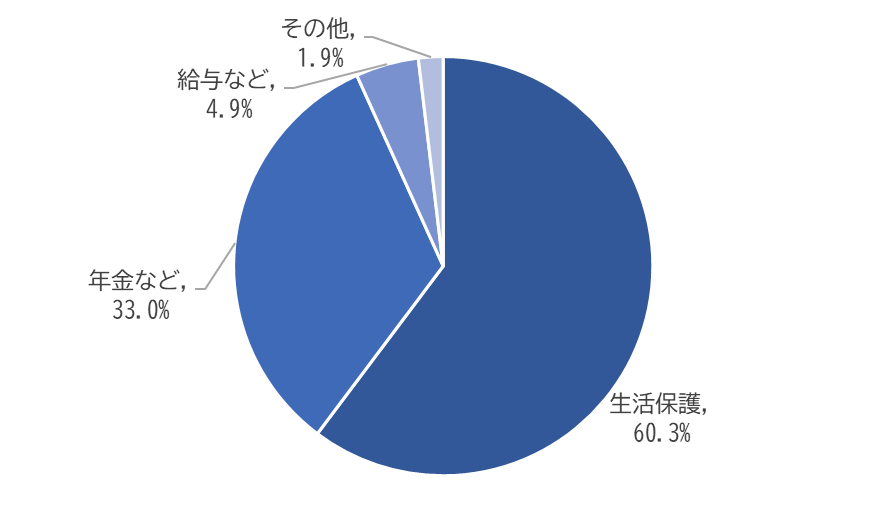 その他,
1.9%
給与など,
4.9%
年金など,
33.0%
生活保護,
60.3%